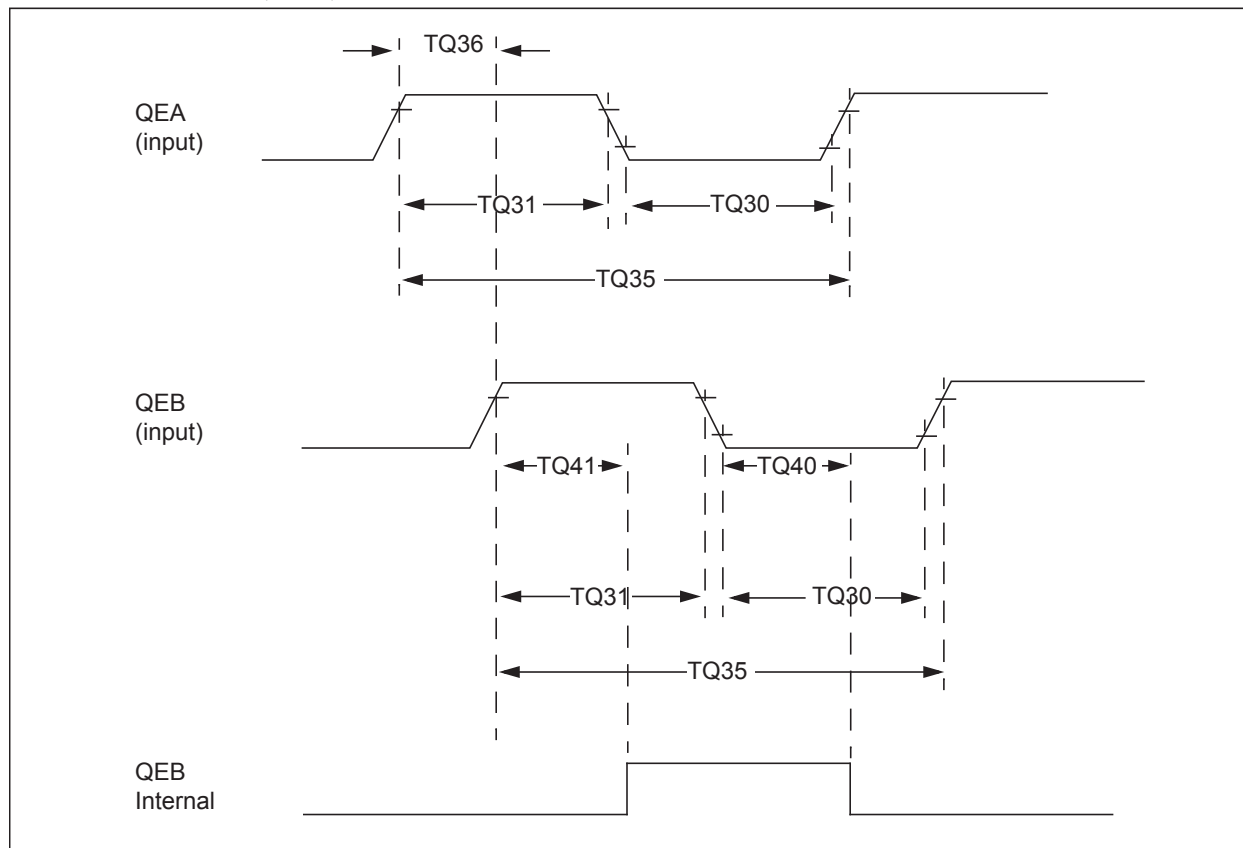 TQ36
QEA
(input)
TQ31
TQ30
TQ35
QEB
(input)
TQ41
TQ40
TQ31
TQ30
TQ35
QEB
Internal